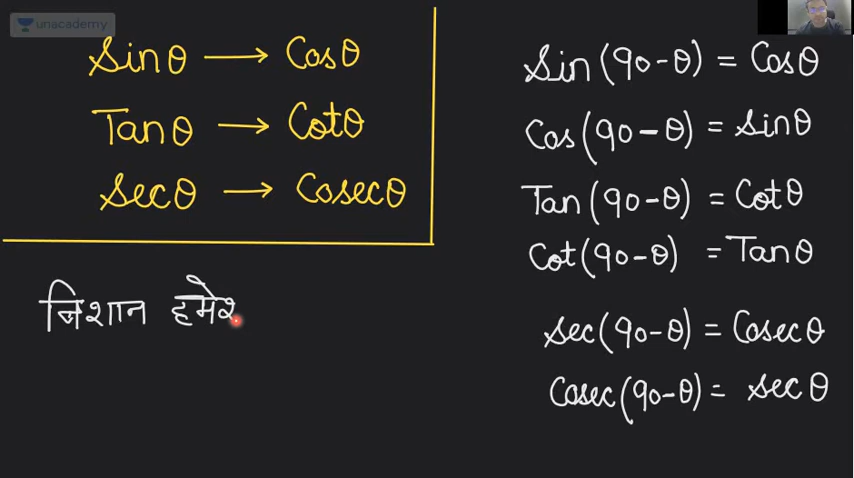 unacademy
Sinθ → Cosθ
Tanθ → Cotθ
Secθ → Cosecθ
निशान हमेश
Sin(90-θ) = Cosθ
Cos(90-θ) = Sinθ
Tan(90-θ) = Cotθ
Cot(90-θ) = Tanθ
Sec(90-θ) = Cosecθ
Cosec(90-θ) = Secθ